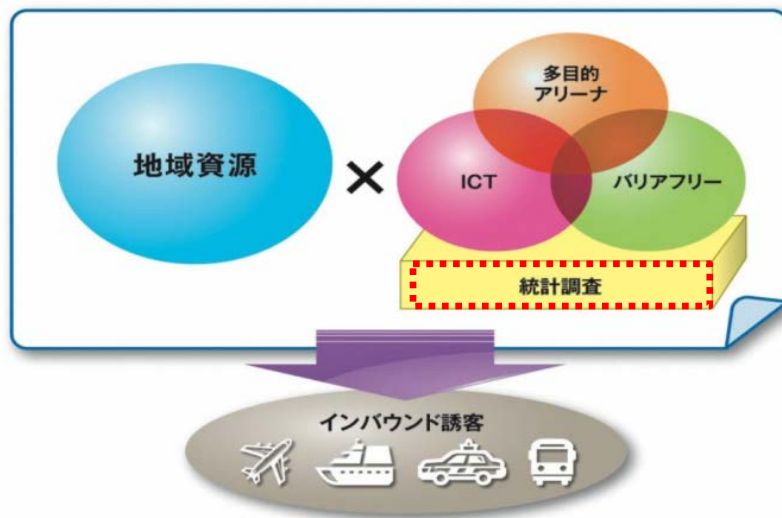 多目的
アリーナ
地域資源
×
ICT
バリアフリー
統計調査
インバウンド誘客